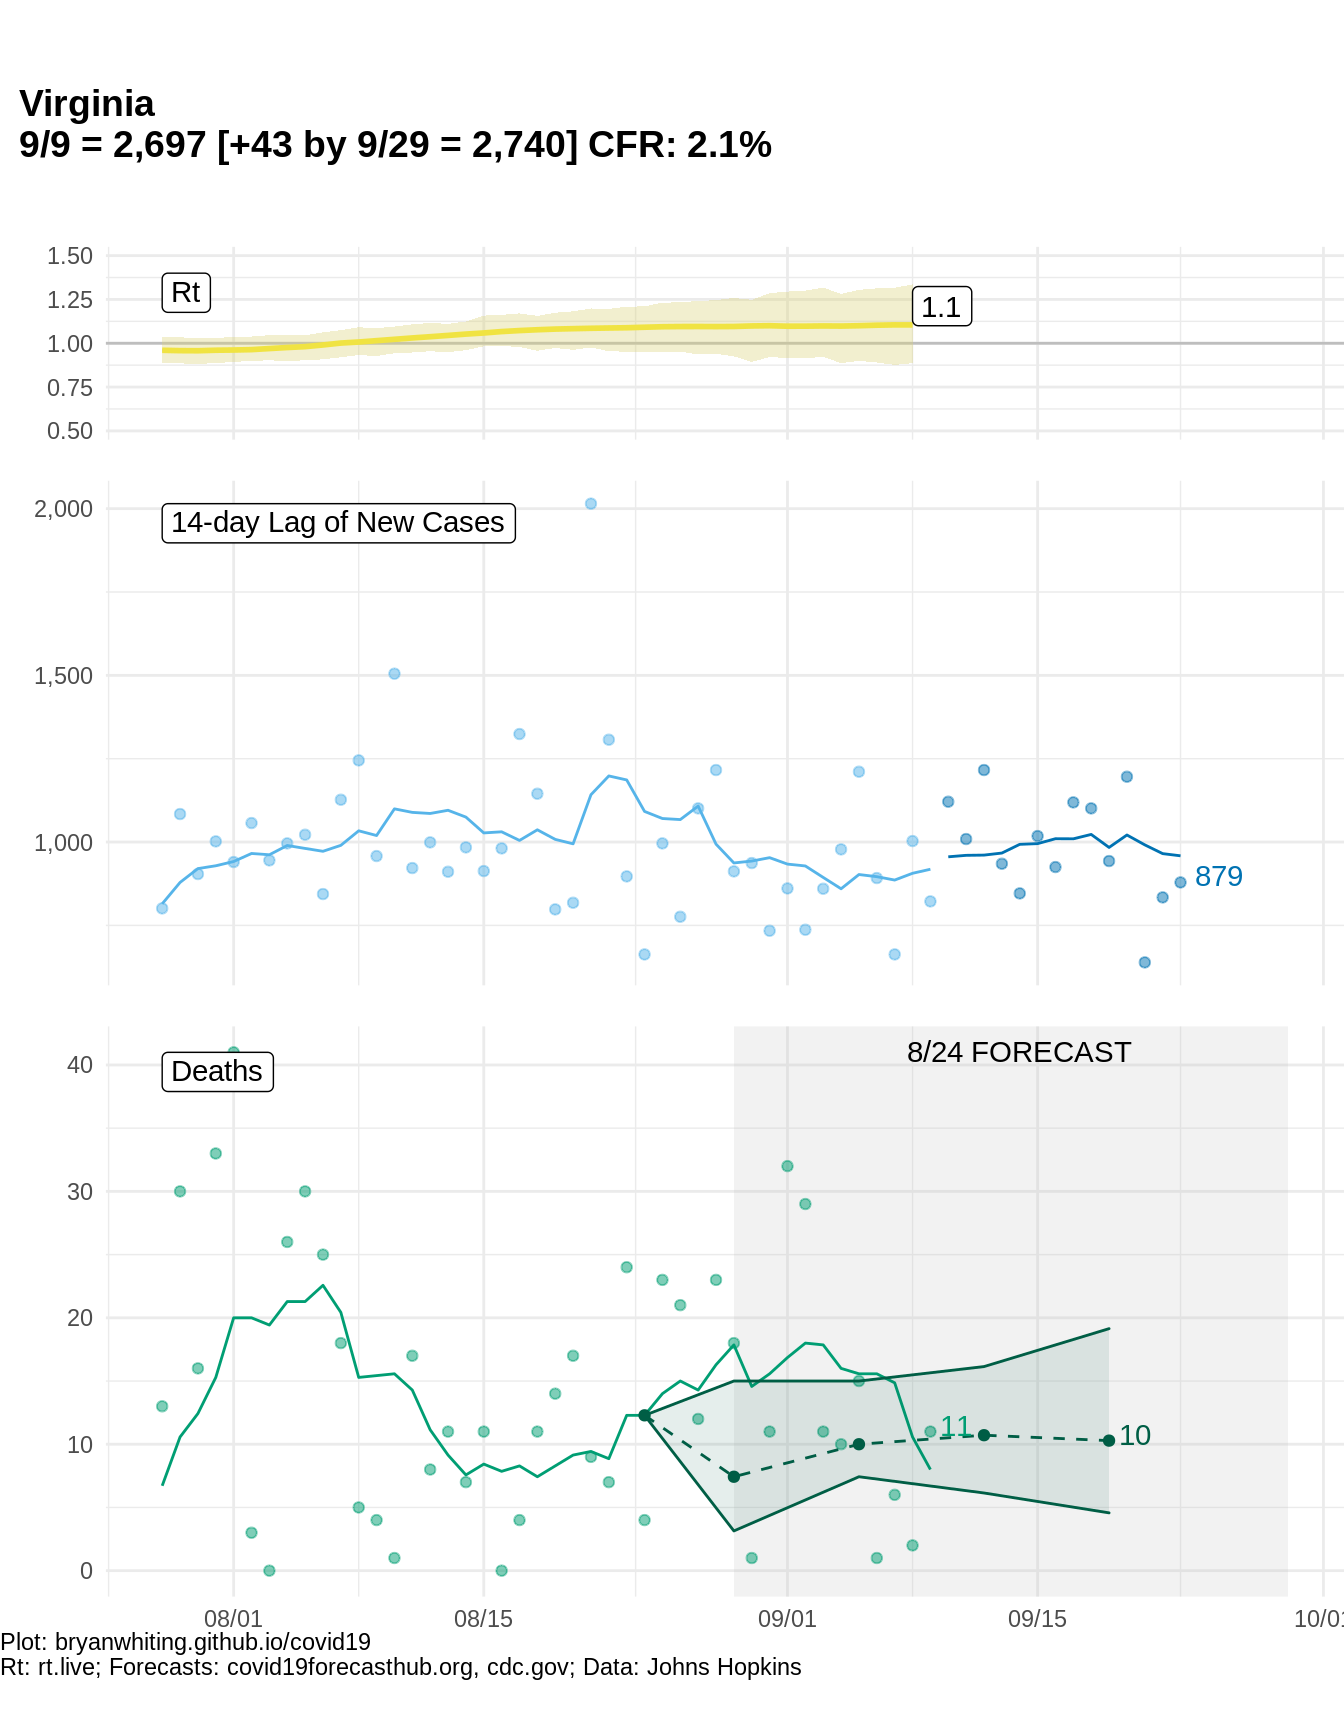 Virginia
9/9 = 2,697 [+43 by 9/29 = 2,740] CFR: 2.1%
1.50
Rt
1.25
1.1
1.00
0.75
0.50
2,000
14-day Lag of New Cases
1,500
1,000
879
8/24 FORECAST
40
Deaths
30
20
11
10
10
0
08/01
08/15
09/01
09/15
10/01
Plot: bryanwhiting.github.io/covid19
Rt: rt.live; Forecasts: covid19forecasthub.org, cdc.gov; Data: Johns Hopkins